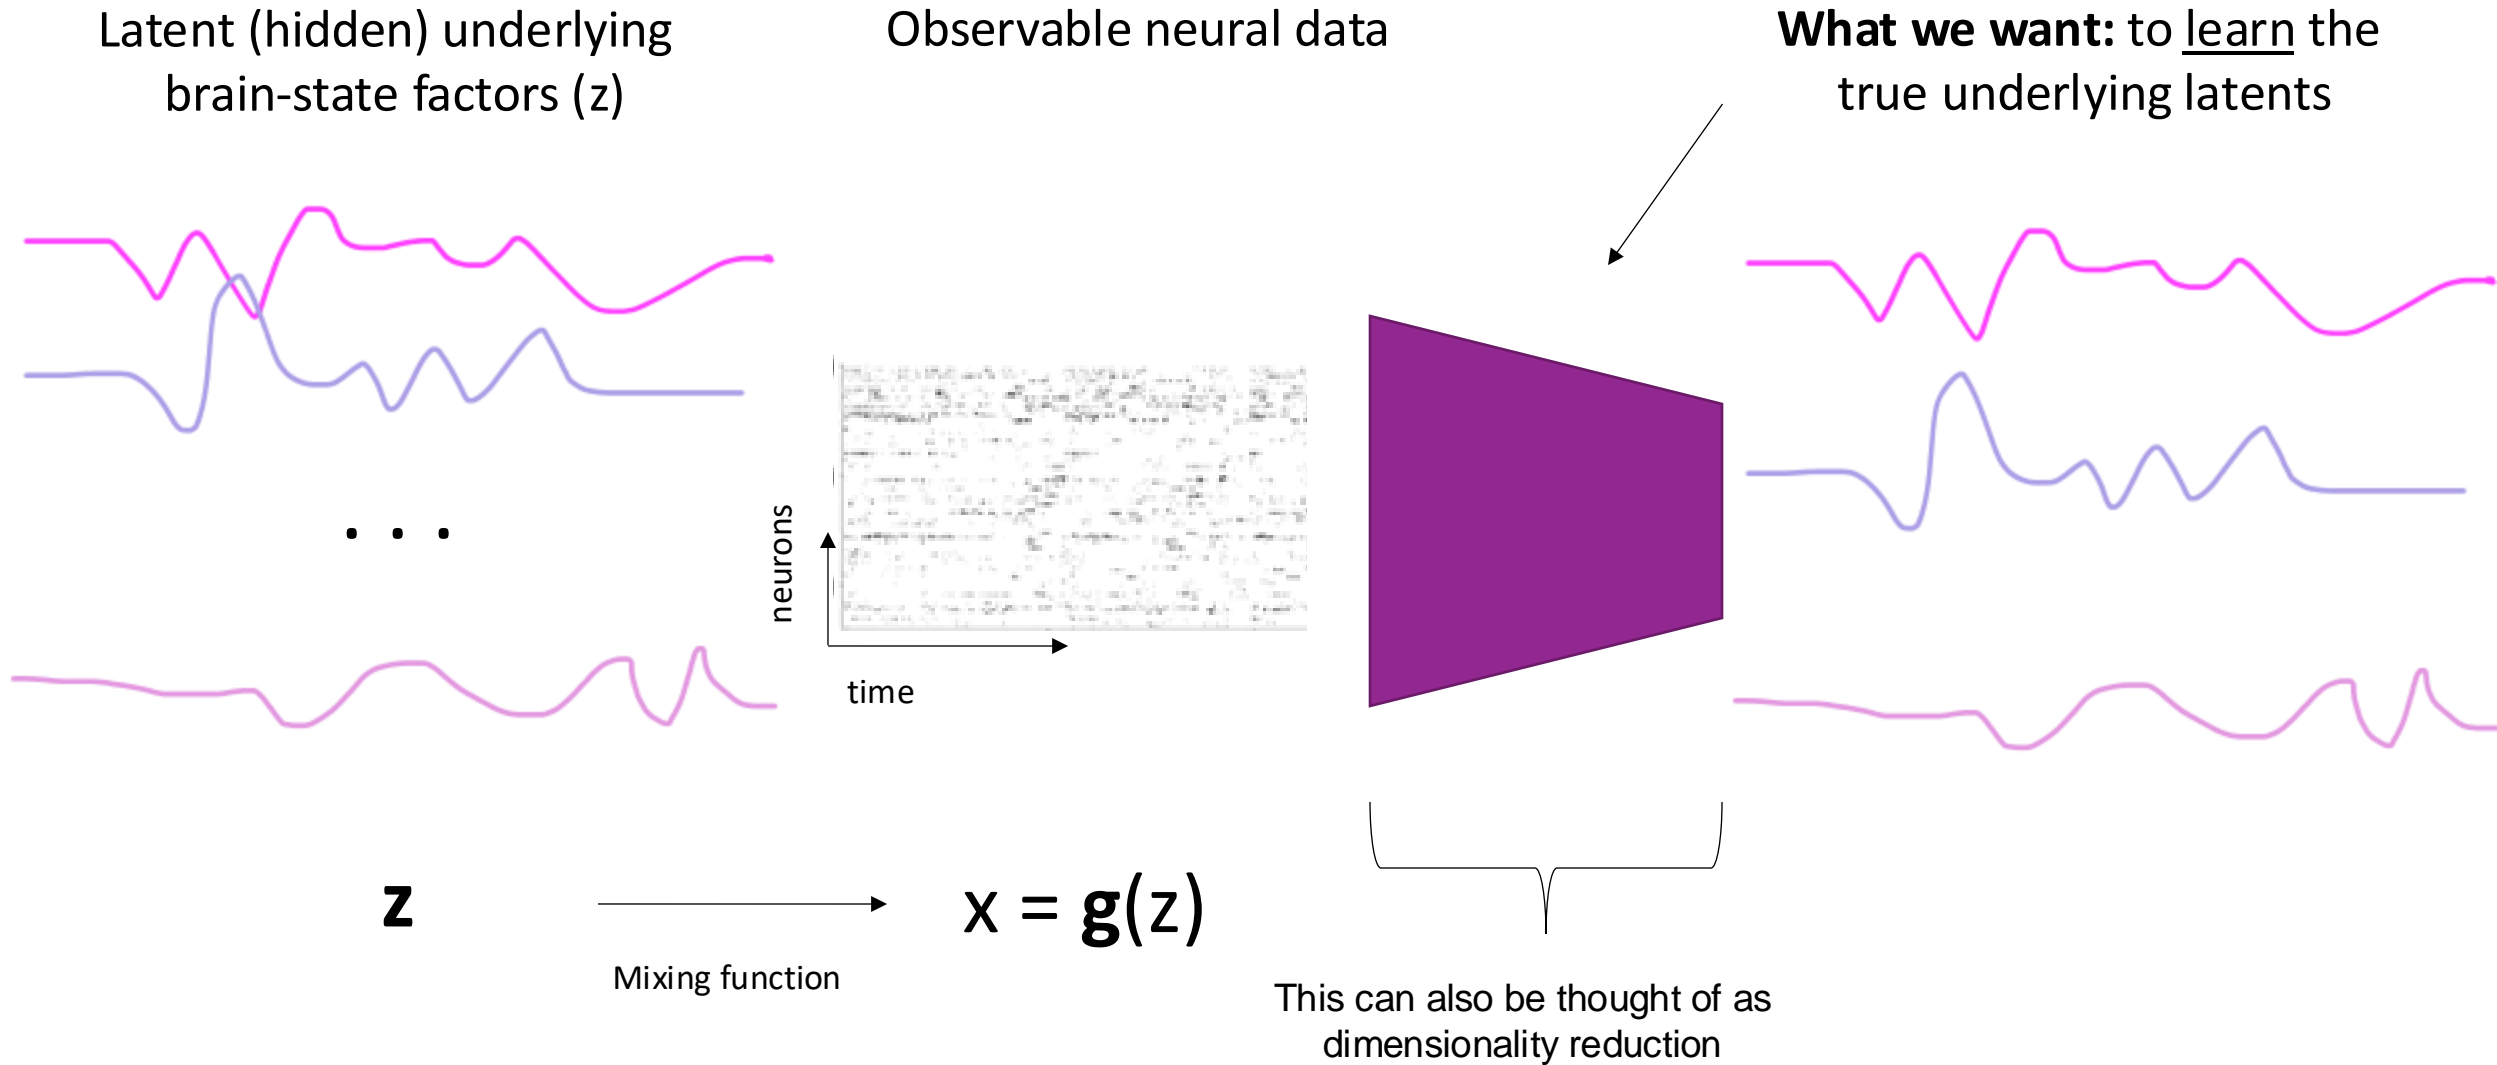 Latent (hidden) underlying
brain-state factors (z)
Observable neural data
What we want: to learn the
true underlying latents
. . .
neurons
time
z
Mixing function
x = g(z)
This can also be thought of as
dimensionality reduction